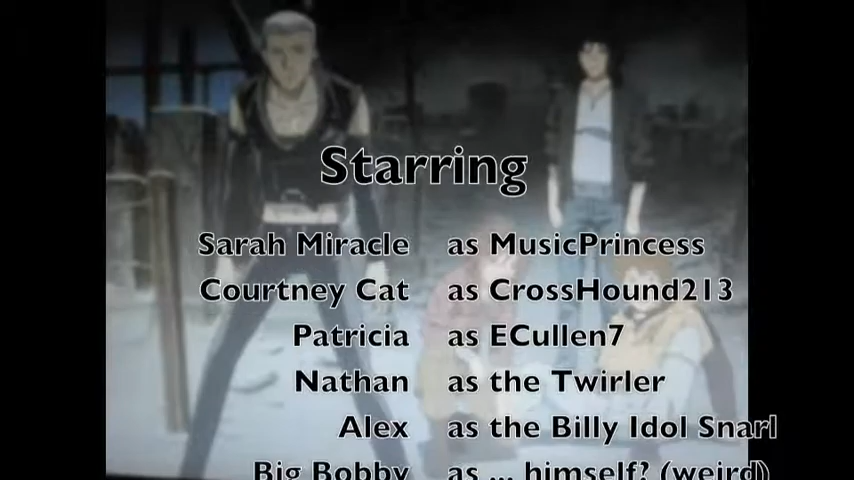 Starring
Sarah Miracle as MusicPrincess
Courtney Cat as CrossHound213
Patricia as ECullen7
Nathan as the Twirler
Alex as the Billy Idol Snarl
Big Bobby as ... himself? (weird)